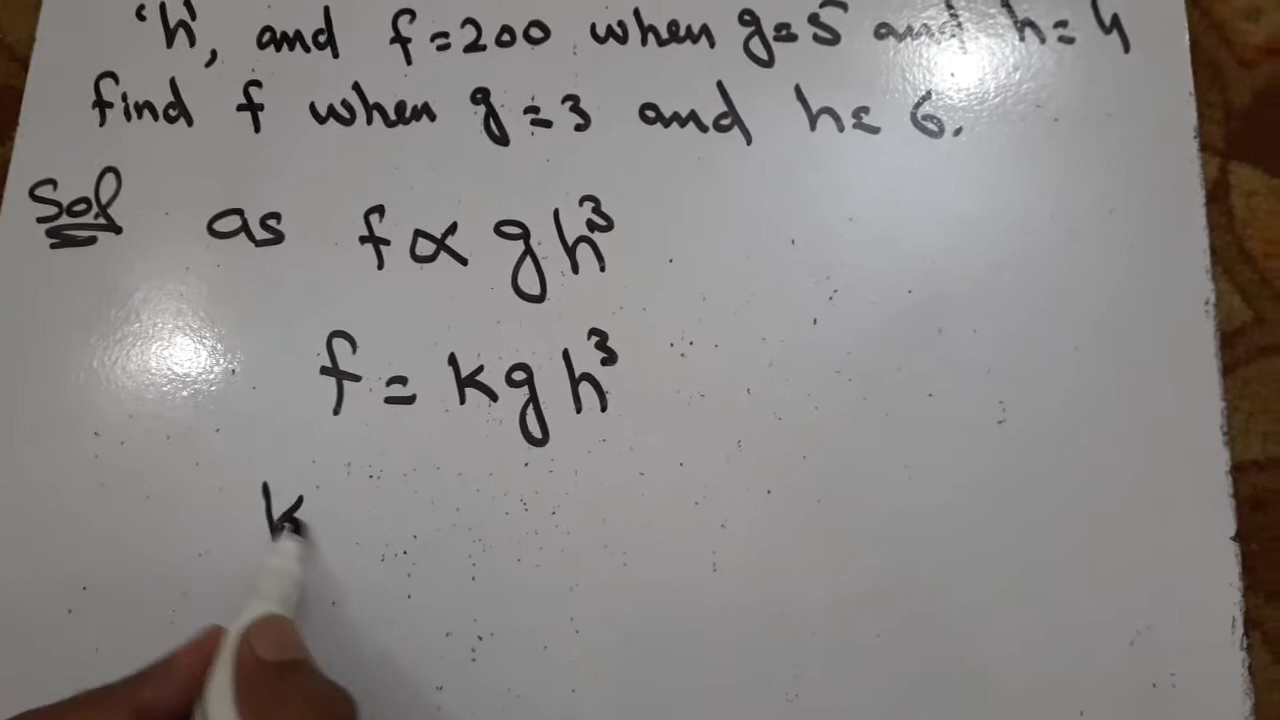 'h', and f=200 when g=5 and h=4
find f when g=3 and h=6.
Sol as f∝gh³
f=kgh³
k